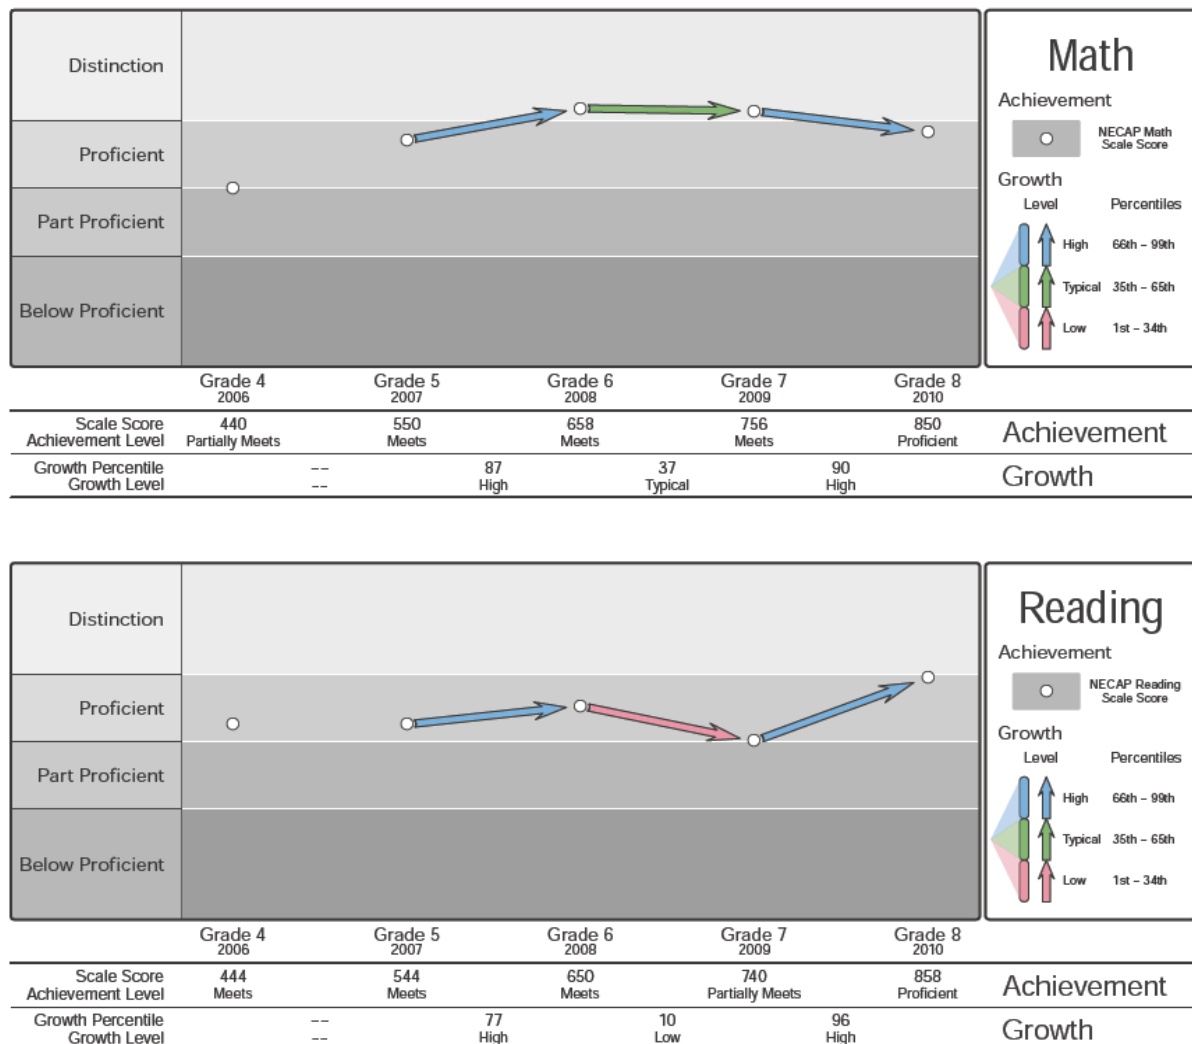 Distinction
Proficient
Part Proficient
Below Proficient
Math
Achievement
NECAP Math
Scale Score
Growth
Level Percentiles
High 66th – 99th
Typical 35th – 65th
Low 1st – 34th
Grade 4 Grade 5 Grade 6 Grade 7 Grade 8
2006 2007 2008 2009 2010
Scale Score 440 550 658 756 850
Achievement Level Partially Meets Meets Meets Meets Proficient
Achievement
Growth Percentile –– 87 37 90
Growth Level –– High Typical High
Growth
Distinction
Proficient
Part Proficient
Below Proficient
Reading
Achievement
NECAP Reading
Scale Score
Growth
Level Percentiles
High 66th – 99th
Typical 35th – 65th
Low 1st – 34th
Grade 4 Grade 5 Grade 6 Grade 7 Grade 8
2006 2007 2008 2009 2010
Scale Score 444 544 650 740 858
Achievement Level Meets Meets Meets Partially Meets Proficient
Achievement
Growth Percentile –– 77 10 96
Growth Level –– High Low High
Growth